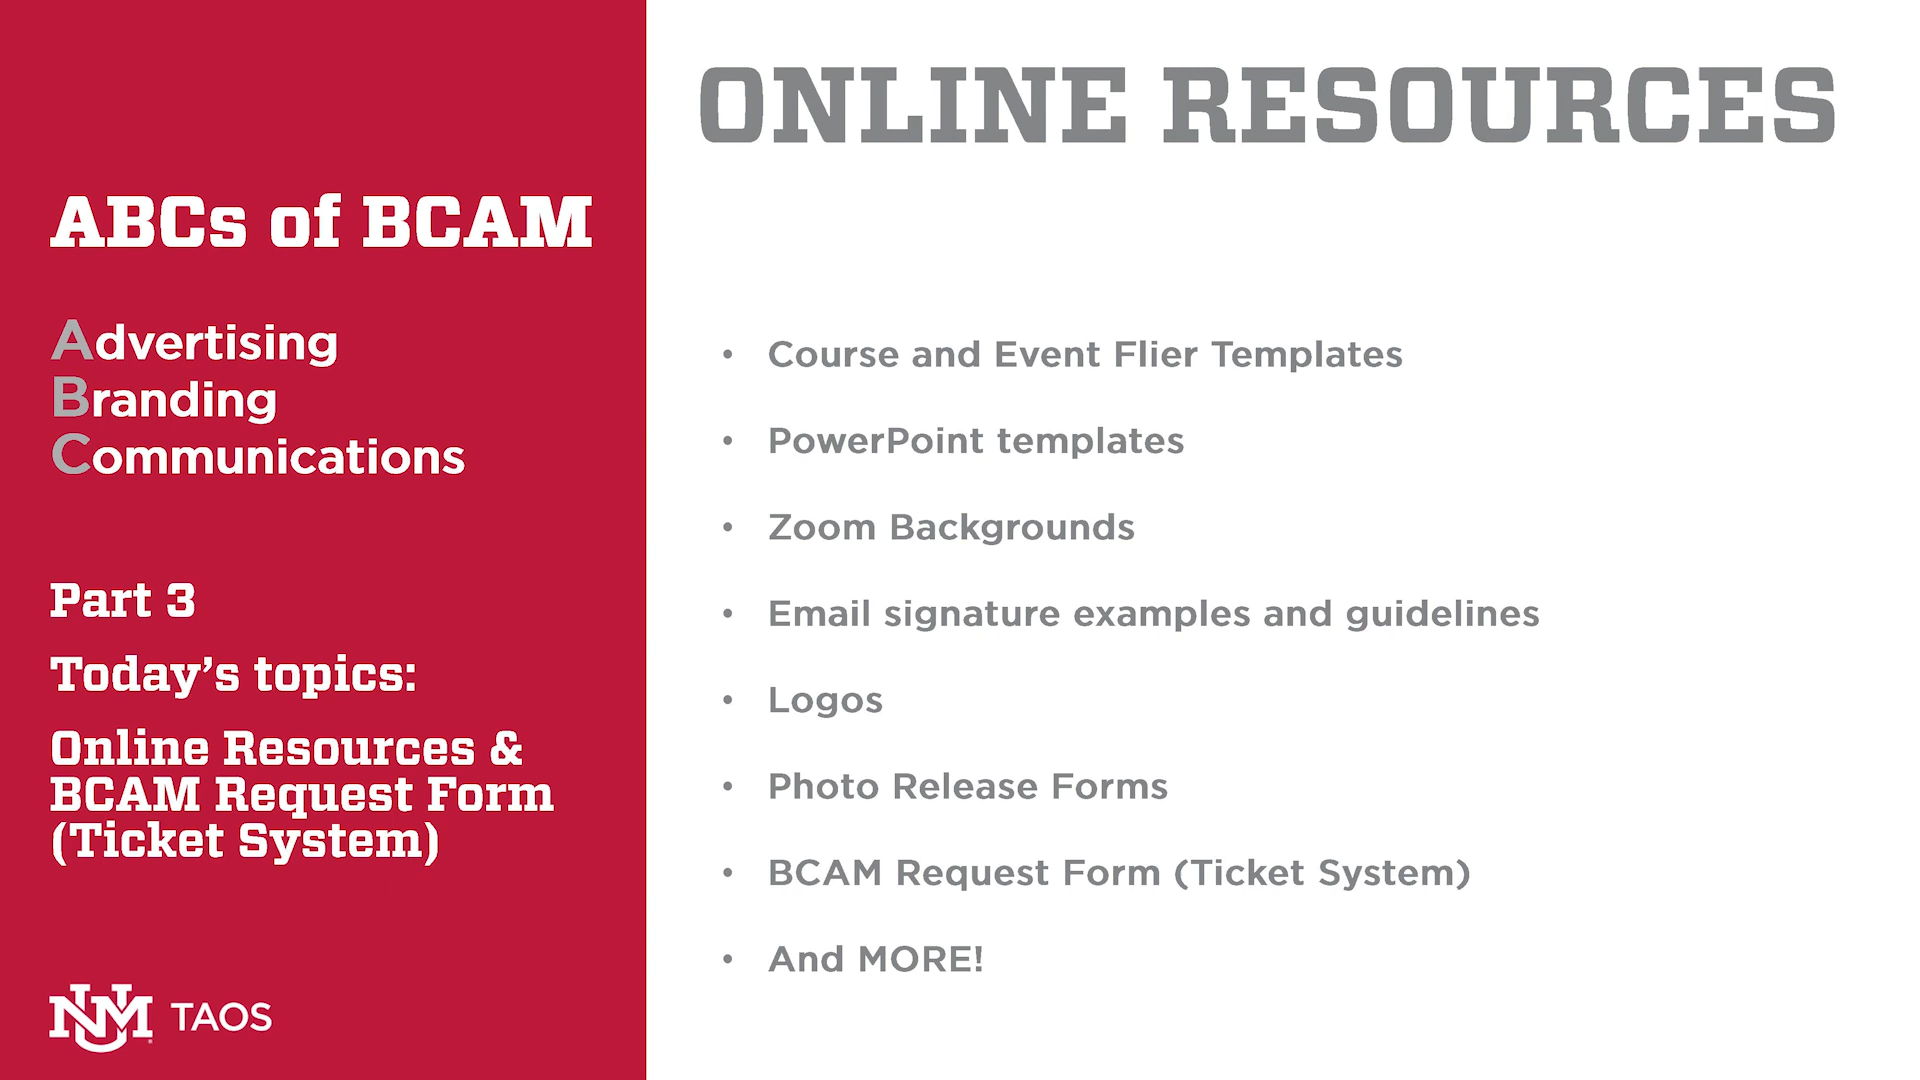 ABCs of BCAM
Advertising
Branding
Communications
Part 3
Today’s topics:
Online Resources &
BCAM Request Form
(Ticket System)
UNM TAOS
ONLINE RESOURCES
• Course and Event Flier Templates
• PowerPoint templates
• Zoom Backgrounds
• Email signature examples and guidelines
• Logos
• Photo Release Forms
• BCAM Request Form (Ticket System)
• And MORE!